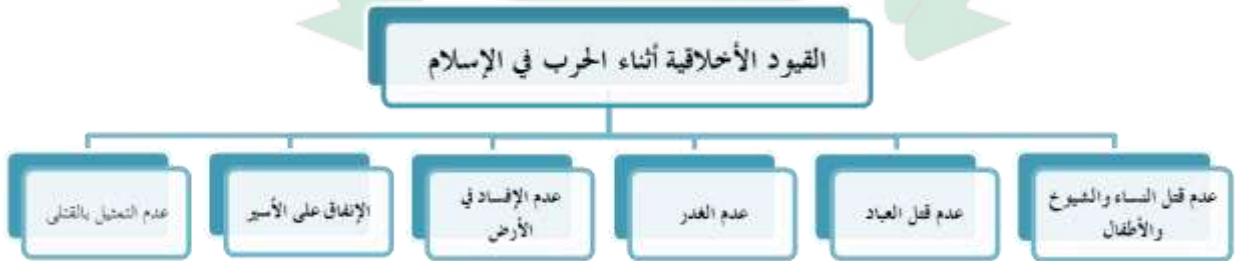 القيود الأخلاقية أثناء الحرب في الإسلام
عدم قتل النساء والشيوخ
والأطفال
عدم قتل العباد
عدم الغدر
عدم الإفساد في
الأرض
الإنفاق على الأسير
عدم التمثيل بالقتلى